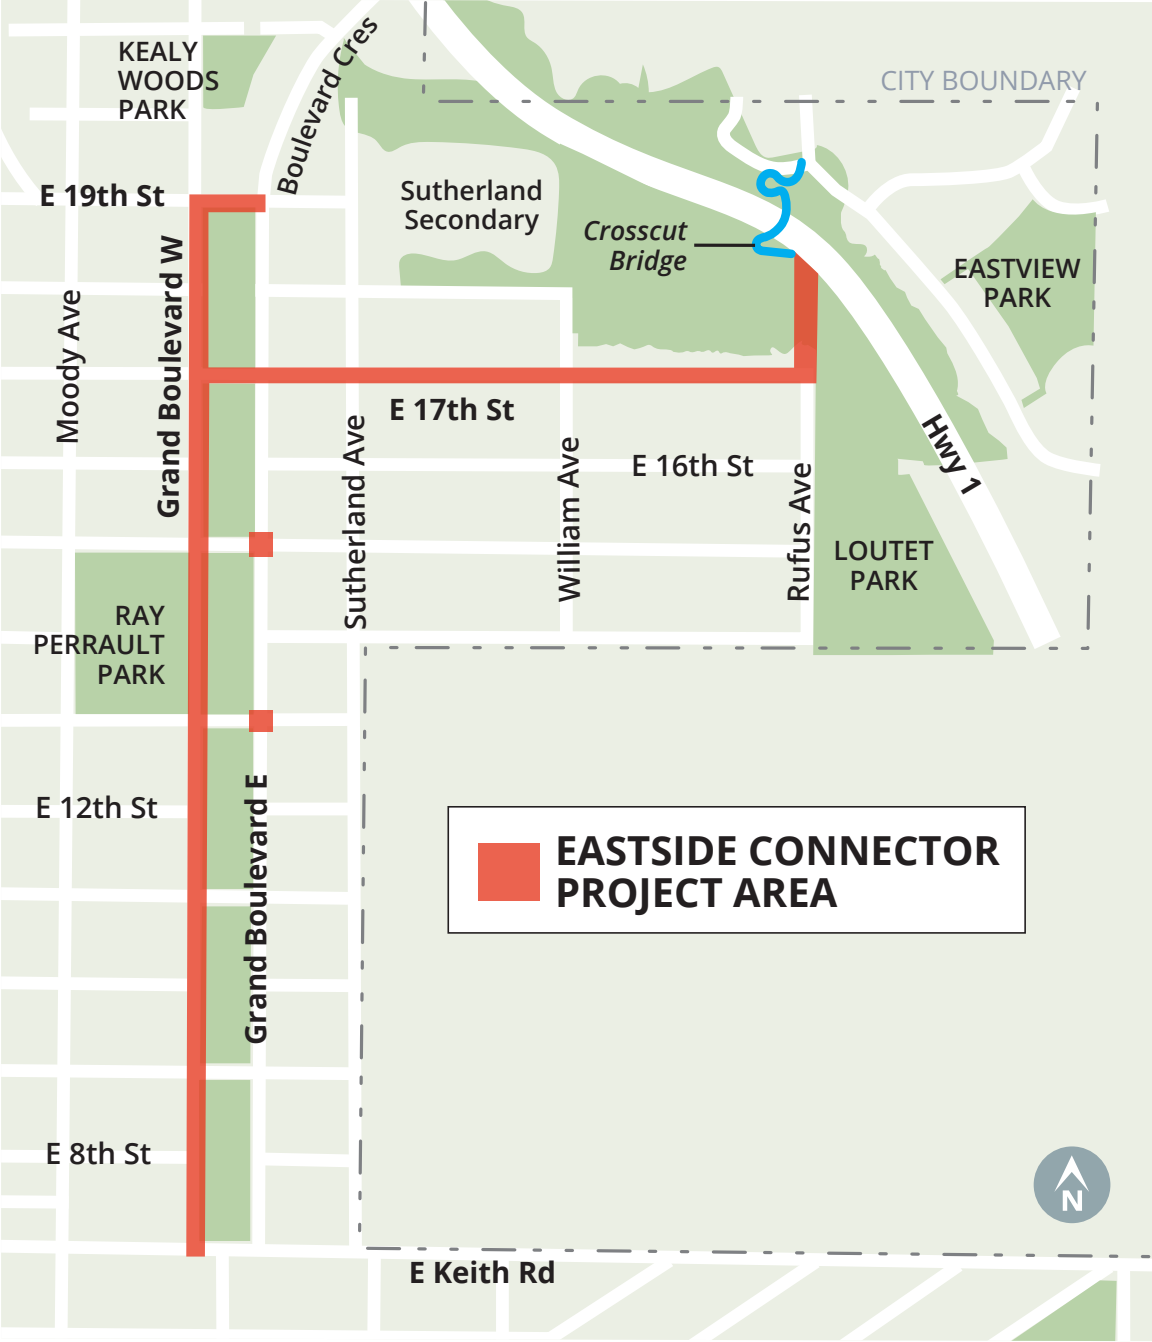 KEALY
WOODS
PARK
Boulevard Cres
CITY BOUNDARY
E 19th St
Sutherland
Secondary
Crosscut
Bridge
EASTVIEW
PARK
Moody Ave
Grand Boulevard W
E 17th St
Hwy 1
Sutherland Ave
William Ave
E 16th St
Rufus Ave
LOUTET
PARK
RAY
PERRAULT
PARK
E 12th St
Grand Boulevard E
EASTSIDE CONNECTOR
PROJECT AREA
E 8th St
N
E Keith Rd